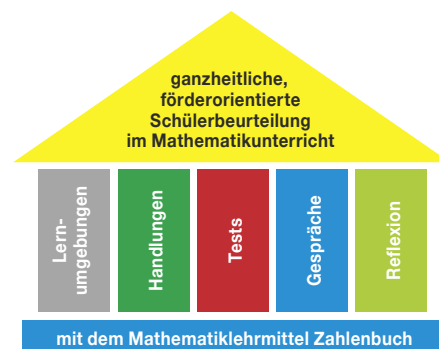 ganzheitliche,
förderorientierte
Schülerbeurteilung
im Mathematikunterricht
Lern-
umgebungen
Handlungen
Tests
Gespräche
Reflexion
mit dem Mathematiklehrmittel Zahlenbuch